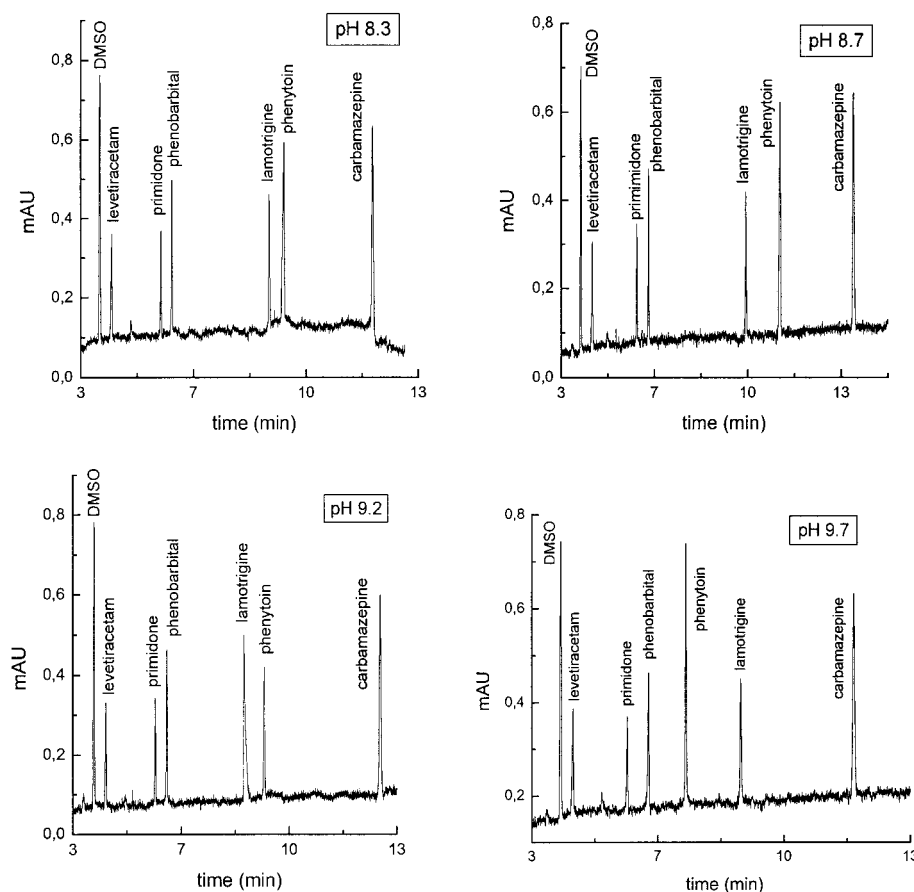 pH 8.3
DMSO
levetiracetam
primidone
phenobarbital
lamotrigine
phenytoin
carbamazepine
mAU
0,8
0,6
0,4
0,2
0,0
3 7 10 13
time (min)
pH 8.7
DMSO
levetiracetam
primimidone
phenobarbital
lamotrigine
phenytoin
carbamazepine
mAU
0,8
0,6
0,4
0,2
0,0
3 7 10 13
time (min)
pH 9.2
DMSO
levetiracetam
primidone
phenobarbital
lamotrigine
phenytoin
carbamazepine
mAU
0,8
0,6
0,4
0,2
0,0
3 7 10 13
time (min)
pH 9.7
DMSO
levetiracetam
primidone
phenobarbital
phenytoin
lamotrigine
carbamazepine
mAU
0,8
0,6
0,4
0,2
3 7 10 13
time (min)